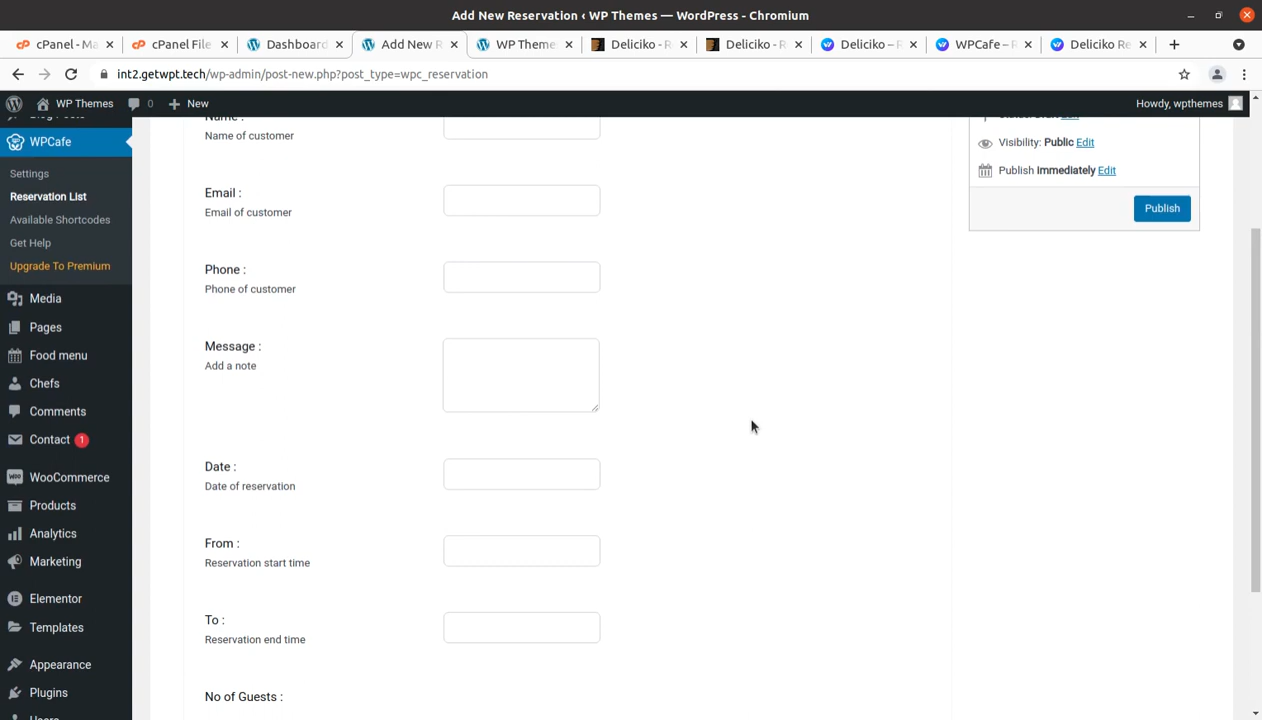 Add New Reservation ‹ WP Themes — WordPress - Chromium
cPanel - Ma
cPanel File
Dashboard
Add New R
WP Theme
Deliciko - R
Deliciko - R
Deliciko – R
WPCafe – R
Deliciko Re
int2.getwpt.tech/wp-admin/post-new.php?post_type=wpc_reservation
WP Themes
0
New
Howdy, wpthemes
WPCafe
Settings
Reservation List
Available Shortcodes
Get Help
Upgrade To Premium
Media
Pages
Food menu
Chefs
Comments
Contact 1
WooCommerce
Products
Analytics
Marketing
Elementor
Templates
Appearance
Plugins
Name :
Name of customer
Email :
Email of customer
Phone :
Phone of customer
Message :
Add a note
Date :
Date of reservation
From :
Reservation start time
To :
Reservation end time
No of Guests :
Visibility: Public Edit
Publish Immediately Edit
Publish